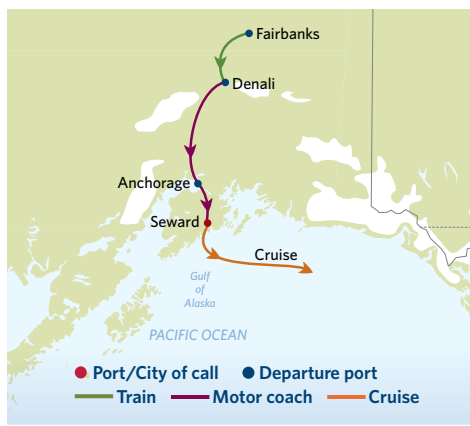 Fairbanks
Denali
Anchorage
Seward
Cruise
Gulf
of
Alaska
PACIFIC OCEAN
Port/City of call Departure port
Train Motor coach Cruise